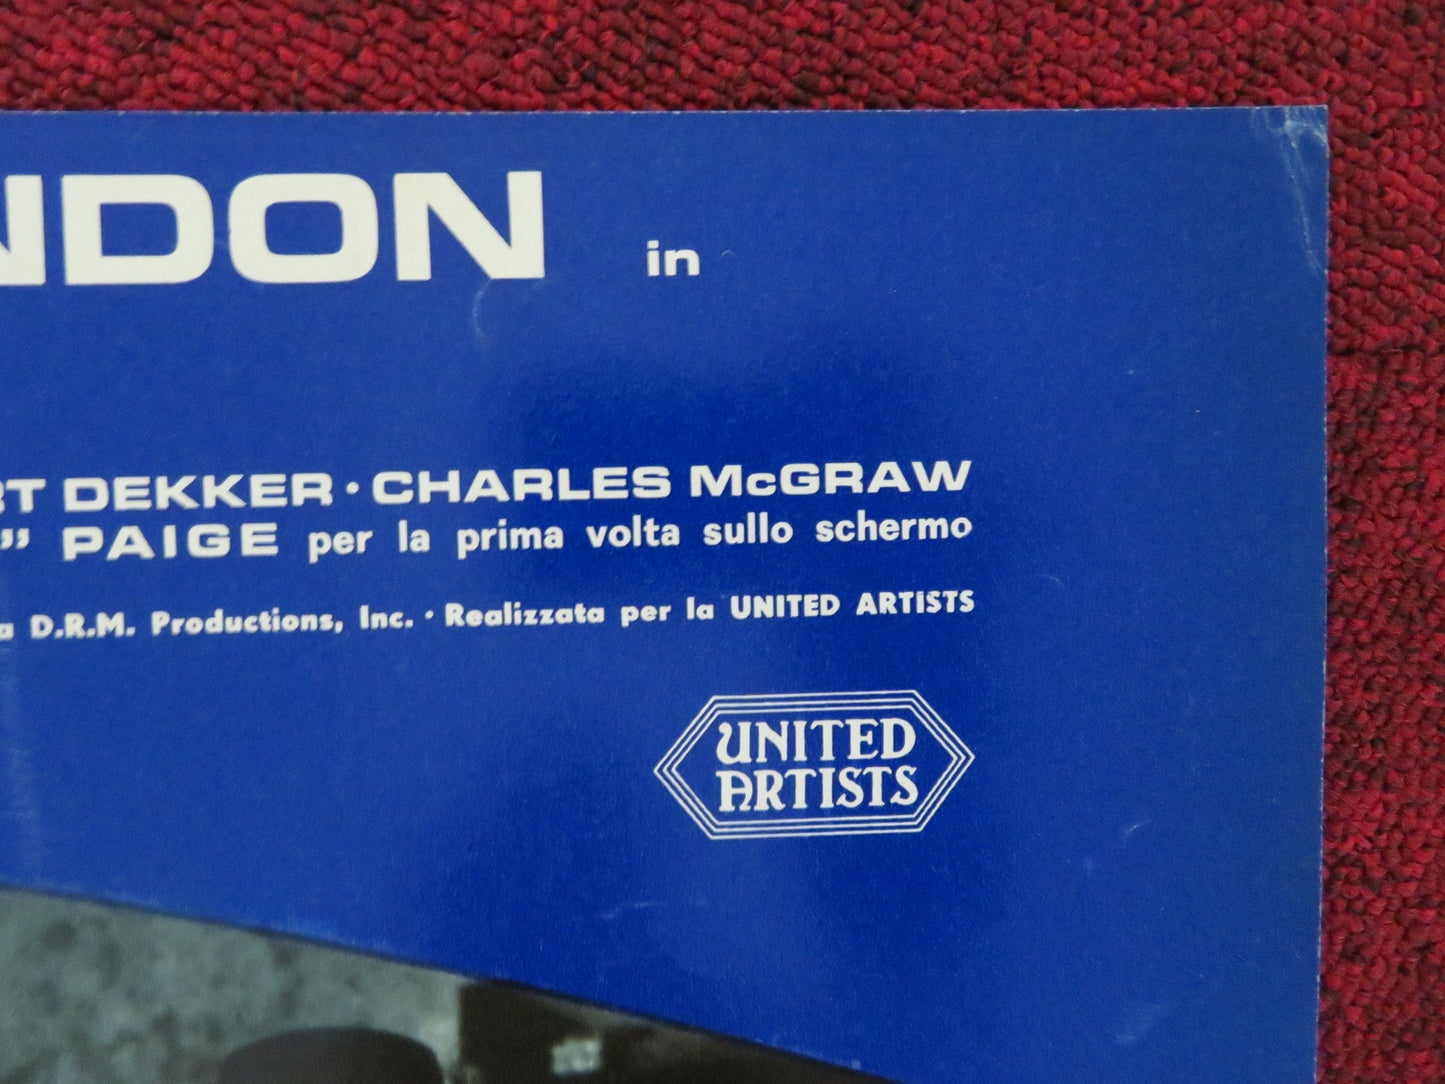 NDON in
RT DEKKER · CHARLES McGRAW
" PAIGE per la prima volta sullo schermo
a D.R.M. Productions, Inc. · Realizzata per la UNITED ARTISTS
UNITED
ARTISTS